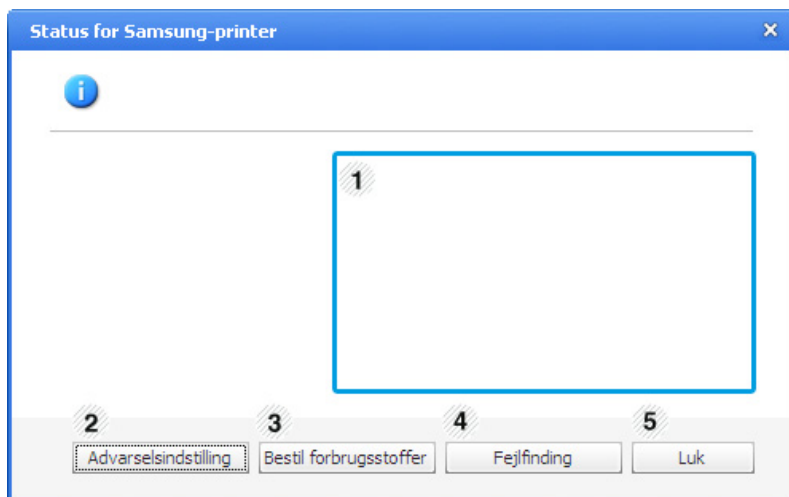 Status for Samsung-printer
1
2
3
4
5
Advarselsindstilling
Bestil forbrugsstoffer
Fejlfinding
Luk